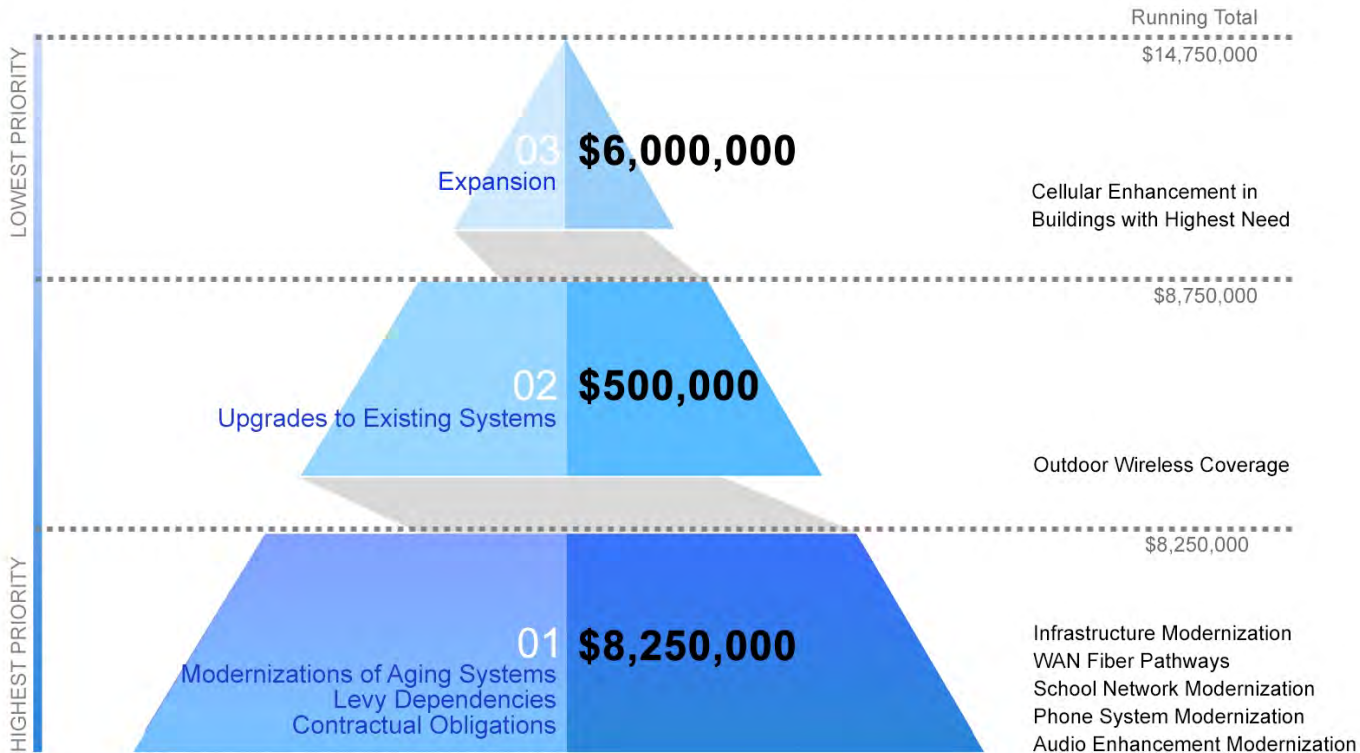 Running Total
$14,750,000
LOWEST PRIORITY
03
$6,000,000
Expansion
Cellular Enhancement in
Buildings with Highest Need
$8,750,000
02
$500,000
Upgrades to Existing Systems
Outdoor Wireless Coverage
$8,250,000
HIGHEST PRIORITY
01
$8,250,000
Modernizations of Aging Systems
Levy Dependencies
Contractual Obligations
Infrastructure Modernization
WAN Fiber Pathways
School Network Modernization
Phone System Modernization
Audio Enhancement Modernization